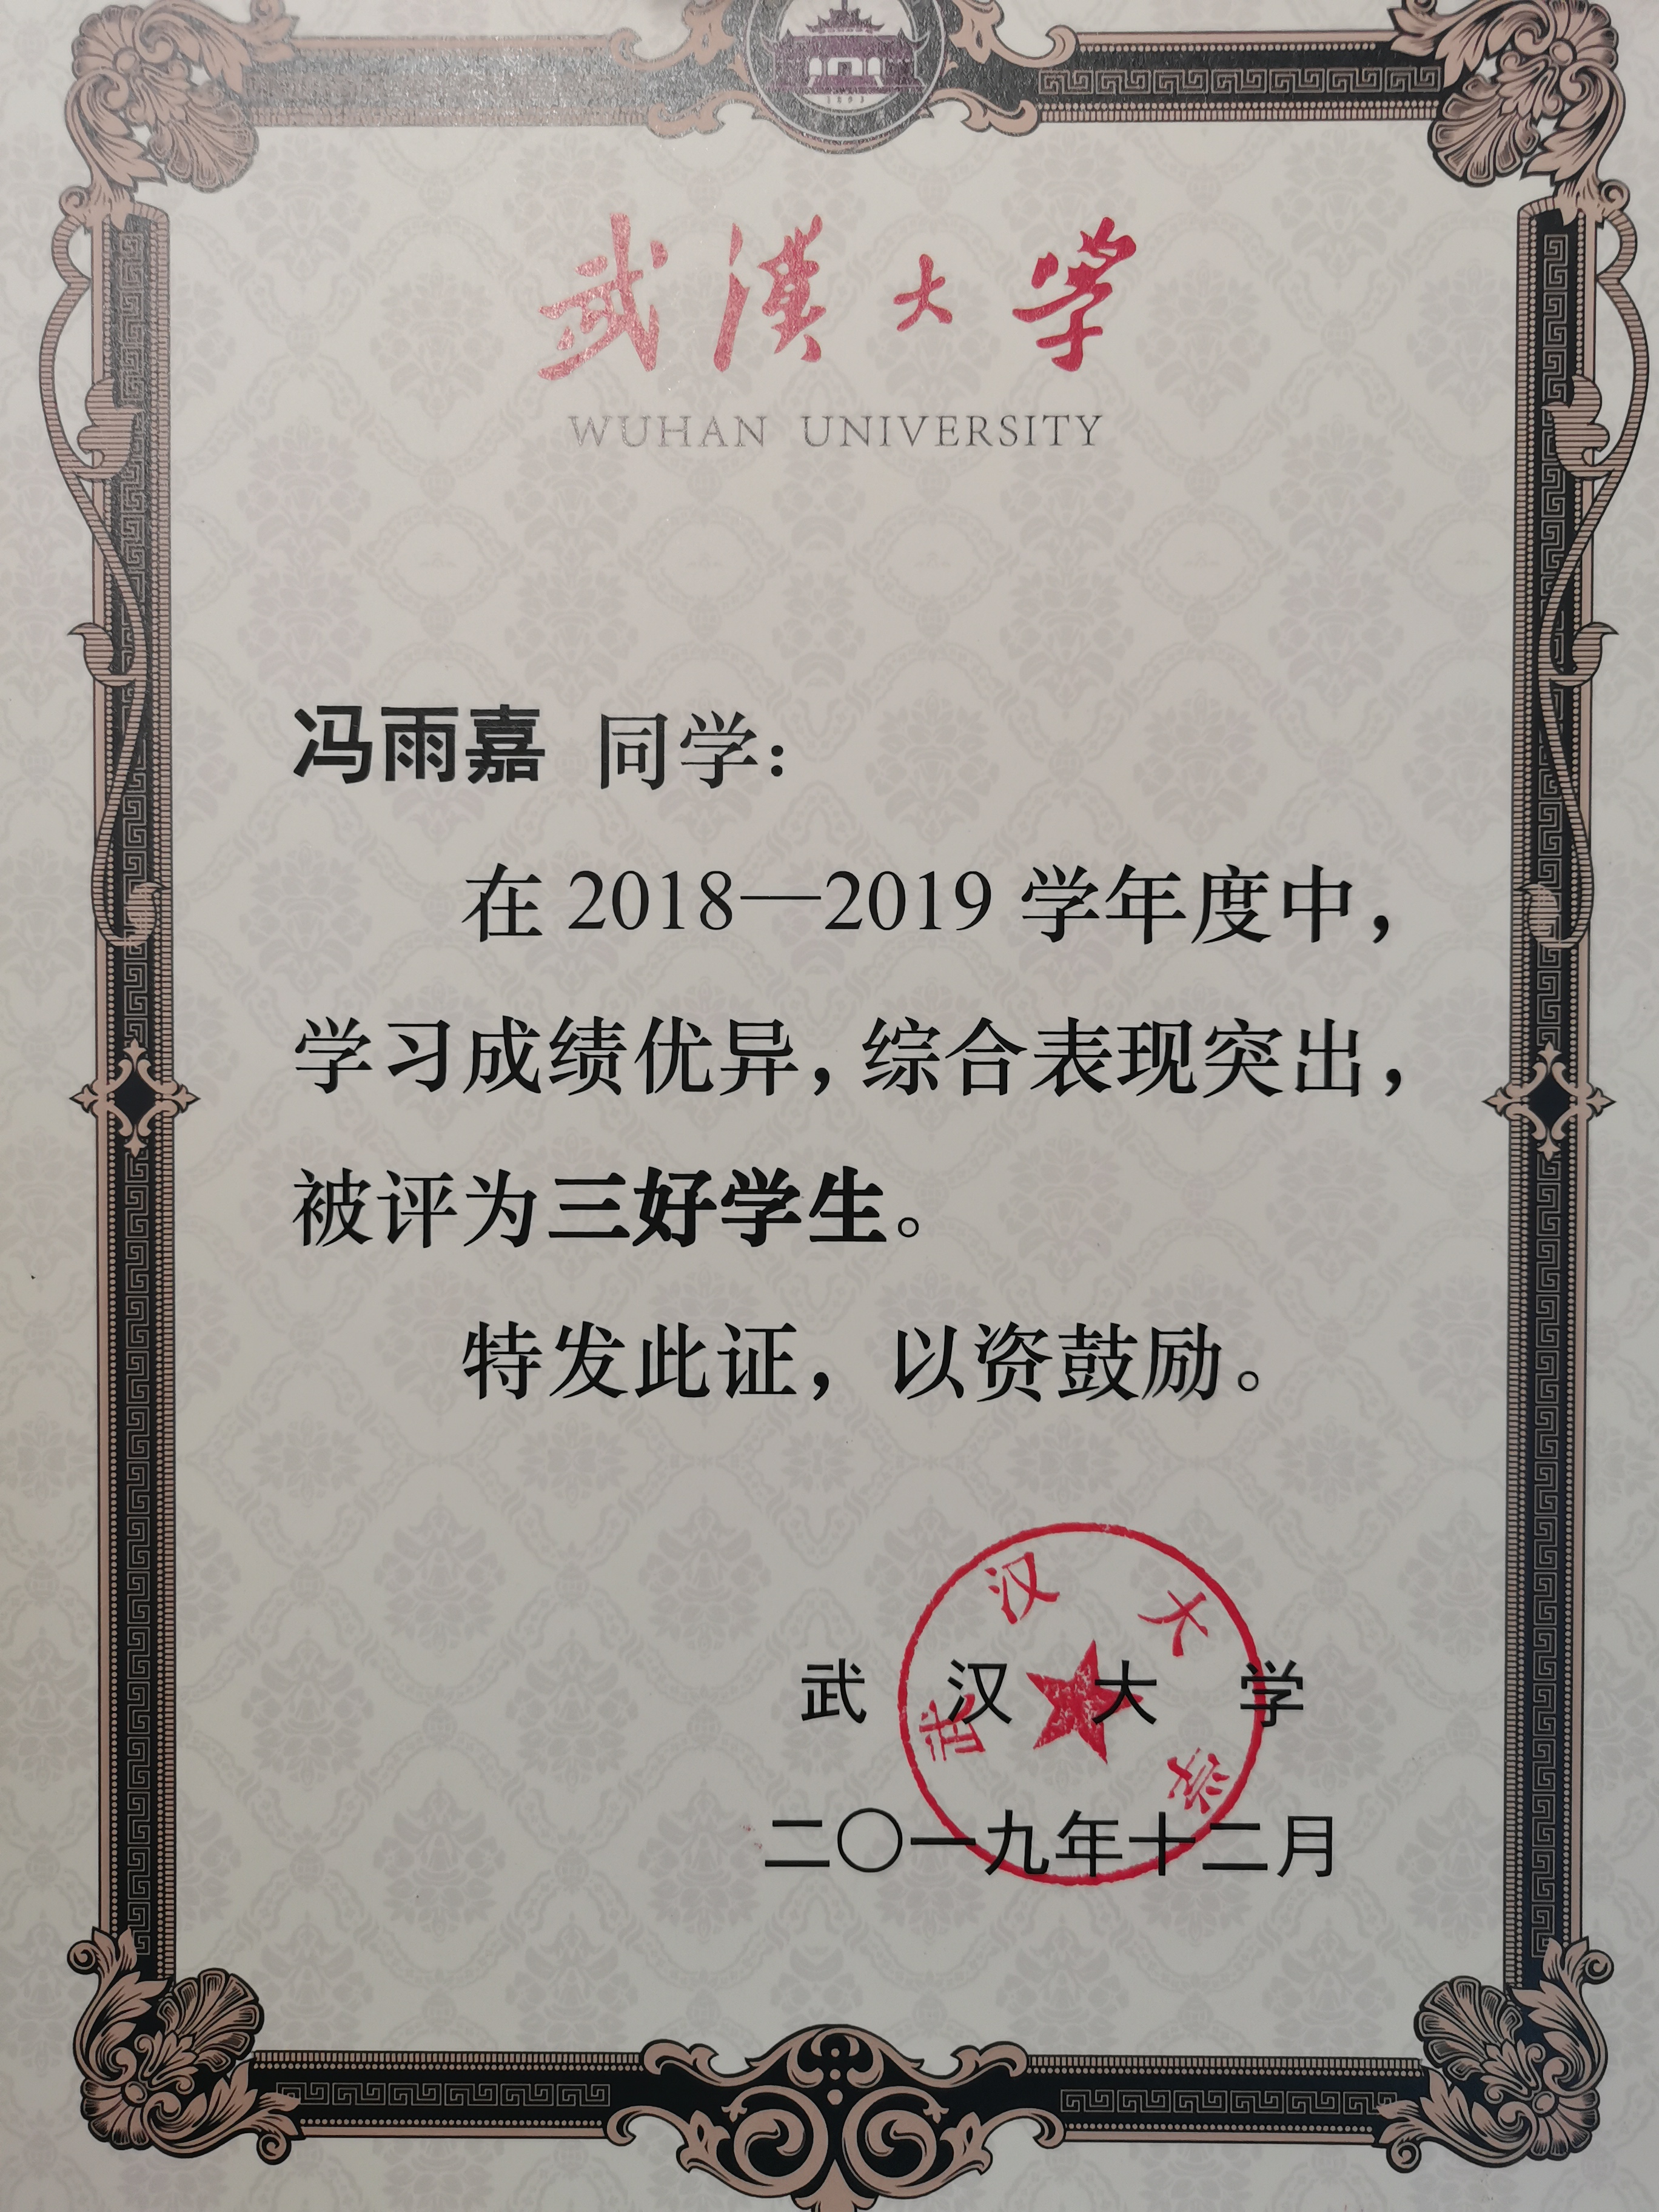 1893
武漢大学
WUHAN UNIVERSITY
冯雨嘉 同学：
在 2018—2019 学年度中，
学习成绩优异，综合表现突出，
被评为三好学生。
特发此证，以资鼓励。
武汉大学
武汉大学
二〇一九年十二月